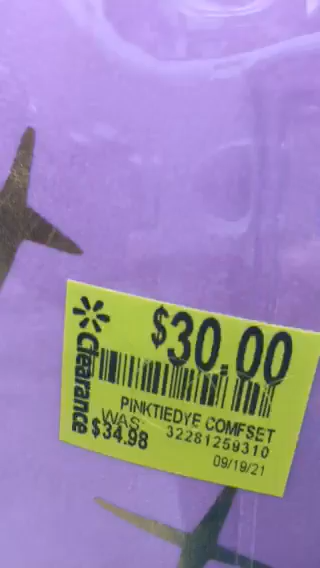 $30.00
Clearance
PINKTIEDYE COMFSET
WAS 32281259310
$34.98
09/19/21